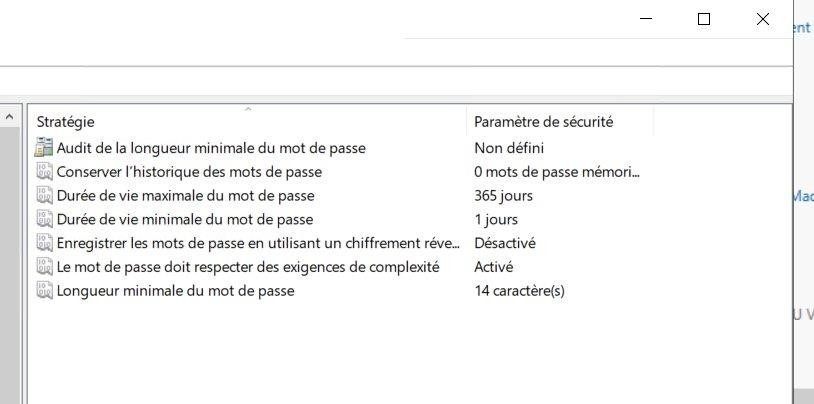 ent
Stratégie Paramètre de sécurité
Audit de la longueur minimale du mot de passe Non défini
Conserver l'historique des mots de passe 0 mots de passe mémori...
Durée de vie maximale du mot de passe 365 jours
Mac
Durée de vie minimale du mot de passe 1 jours
Enregistrer les mots de passe en utilisant un chiffrement réve... Désactivé
Le mot de passe doit respecter des exigences de complexité Activé
Longueur minimale du mot de passe 14 caractère(s)
U V